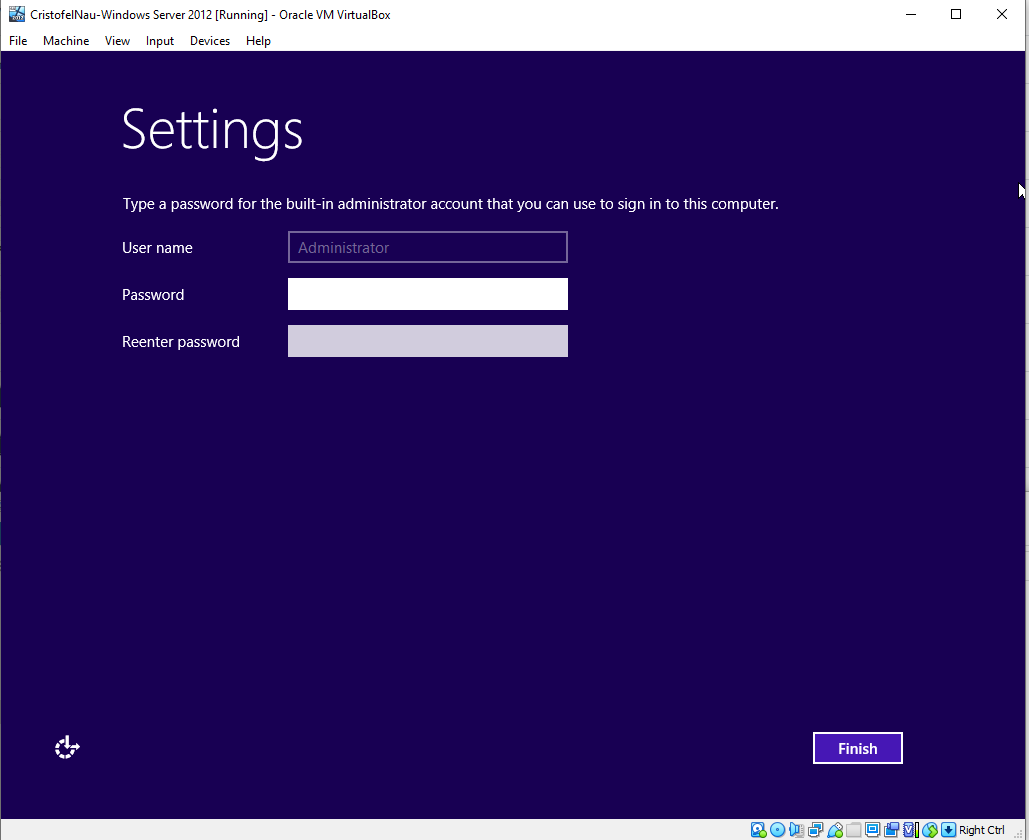 CristofelNau-Windows Server 2012 [Running] - Oracle VM VirtualBox
File Machine View Input Devices Help
Settings
Type a password for the built-in administrator account that you can use to sign in to this computer.
User name Administrator
Password
Reenter password
Finish
Right Ctrl